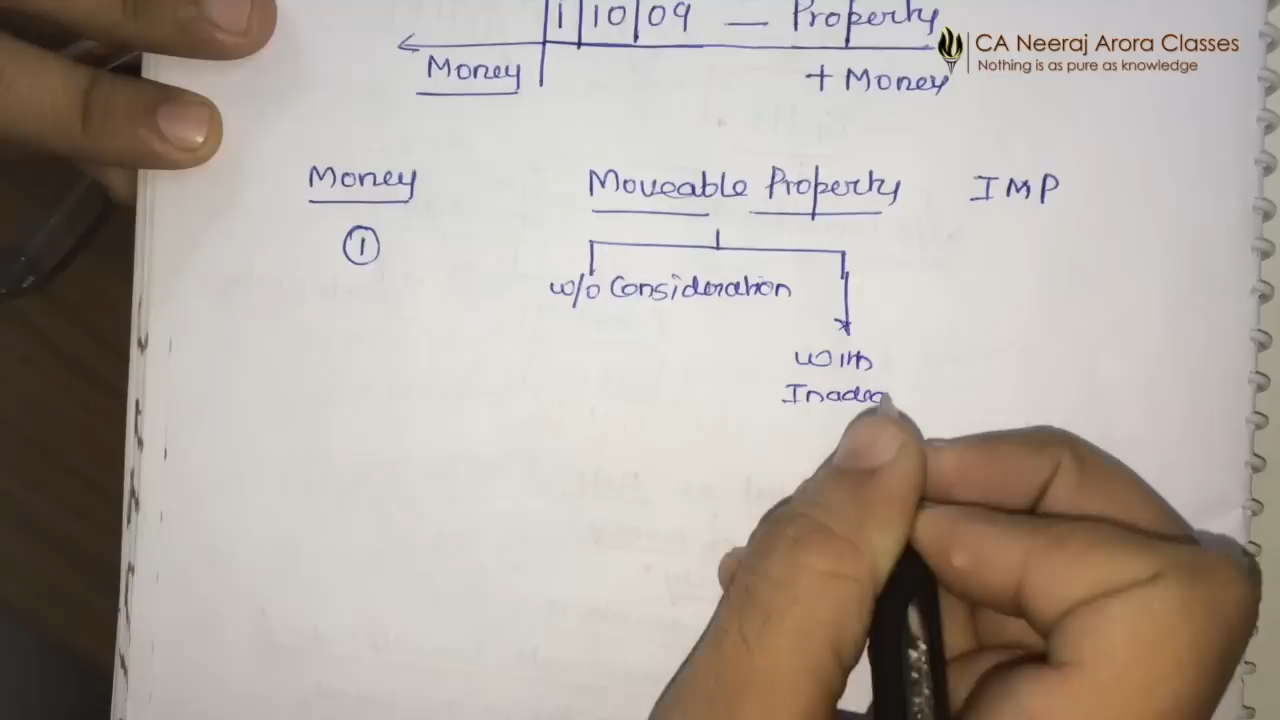 1 | 10 | 09 — Property
CA Neeraj Arora Classes
Nothing is as pure as knowledge
Money
+ Money
Money
Moveable Property
IMP
1
w/o Consideration
With
Inadeq